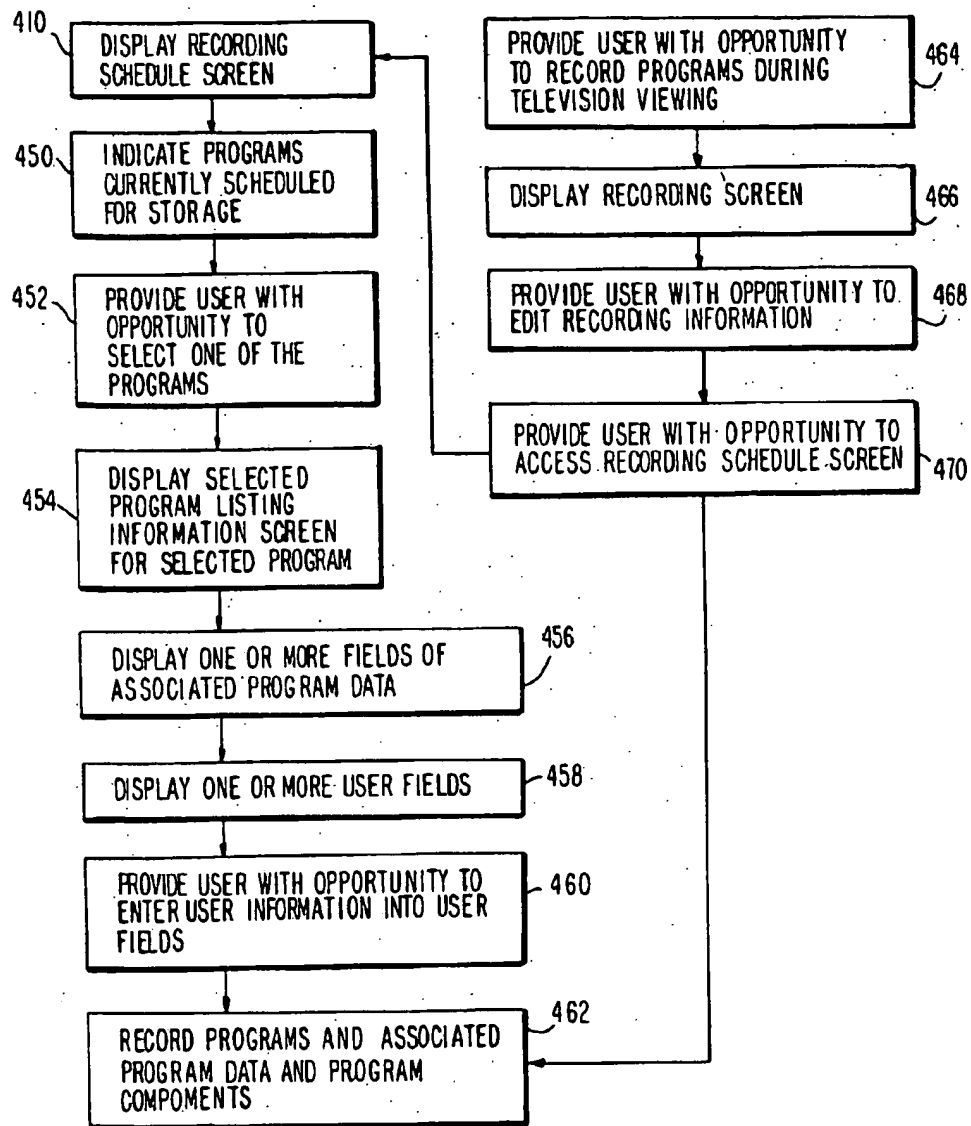 410
DISPLAY RECORDING
SCHEDULE SCREEN
450
INDICATE PROGRAMS
CURRENTLY SCHEDULED
FOR STORAGE
452
PROVIDE USER WITH
OPPORTUNITY TO
SELECT ONE OF THE
PROGRAMS
454
DISPLAY SELECTED
PROGRAM LISTING
INFORMATION SCREEN
FOR SELECTED PROGRAM
456
DISPLAY ONE OR MORE FIELDS OF
ASSOCIATED PROGRAM DATA
458
DISPLAY ONE OR MORE USER FIELDS
460
PROVIDE USER WITH OPPORTUNITY TO
ENTER USER INFORMATION INTO USER
FIELDS
462
RECORD PROGRAMS AND ASSOCIATED
PROGRAM DATA AND PROGRAM
COMPOMENTS
PROVIDE USER WITH OPPORTUNITY
TO RECORD PROGRAMS DURING
TELEVISION VIEWING
464
DISPLAY RECORDING SCREEN
466
PROVIDE USER WITH OPPORTUNITY TO
EDIT RECORDING INFORMATION
468
PROVIDE USER WITH OPPORTUNITY TO
ACCESS RECORDING SCHEDULE SCREEN
470